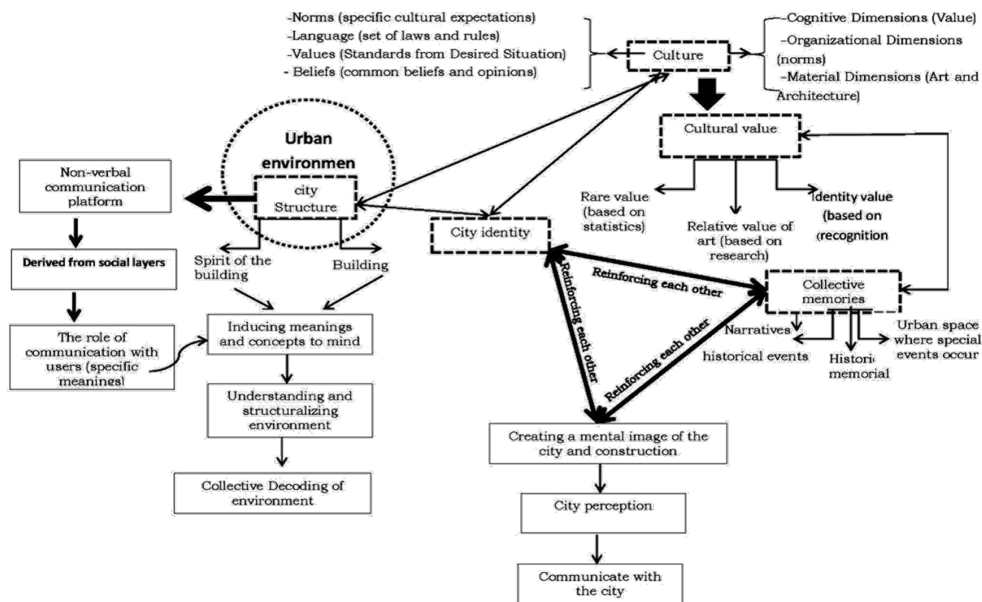 -Norms (specific cultural expectations)
-Language (set of laws and rules)
-Values (Standards from Desired Situation)
- Beliefs (common beliefs and opinions)
Culture
-Cognitive Dimensions (Value)
-Organizational Dimensions
(norms)
-Material Dimensions (Art and
Architecture)
Cultural value
Rare value
(based on
statistics)
Relative value of
art (based on
research)
Identity value
(based on
(recognition
Urban
environmen
city
Structure
Non-verbal
communication
platform
Derived from social layers
The role of
communication with
users (specific
meanings)
Spirit of the
building
Building
Inducing meanings
and concepts to mind
Understanding and
structuralizing
environment
Collective Decoding of
environment
City identity
Reinforcing each other
Reinforcing each other
Reinforcing each other
Collective
memories
Narratives
historical events
Histori
memorial
Urban space
where special
events occur
Creating a mental image of the
city and construction
City perception
Communicate with
the city